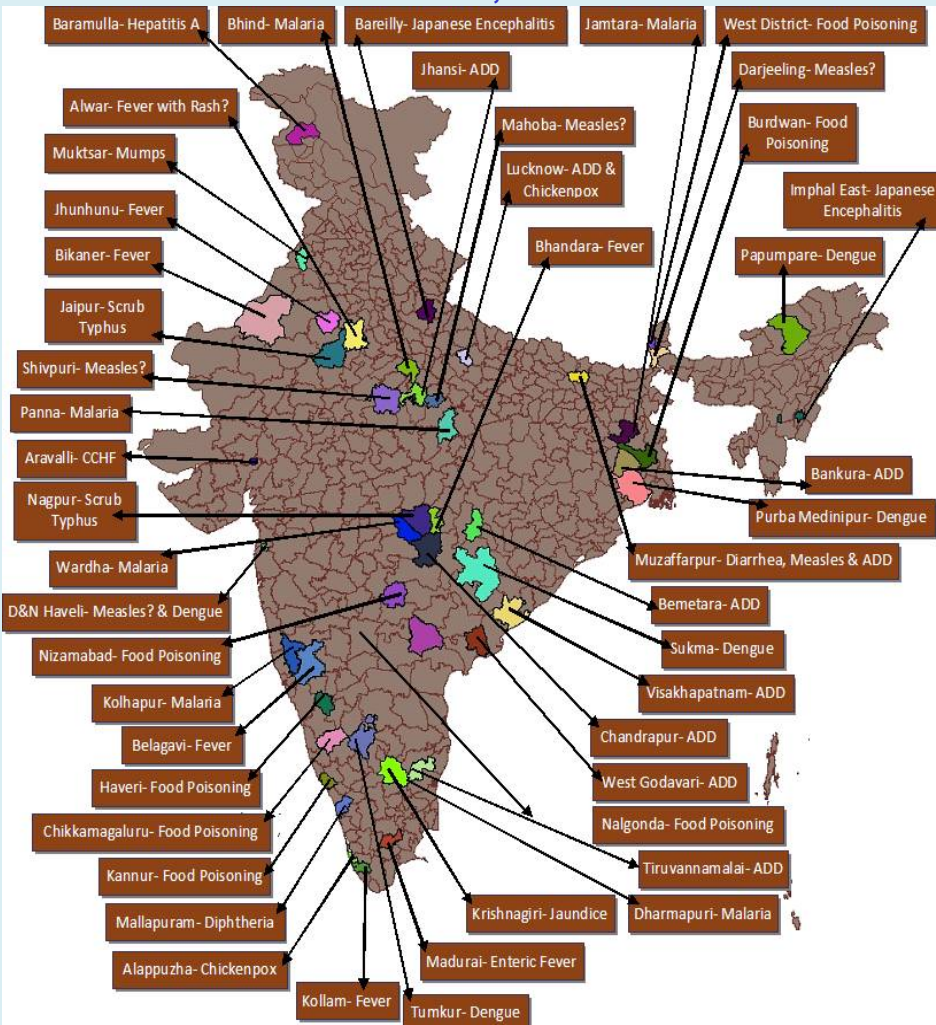 Baramulla- Hepatitis A
Bhind- Malaria
Bareilly- Japanese Encephalitis
Jamtara- Malaria
West District- Food Poisoning
Jhansi- ADD
Darjeeling- Measles?
Alwar- Fever with Rash?
Mahoba- Measles?
Burdwan- Food
Poisoning
Muktsar- Mumps
Lucknow- ADD &
Chickenpox
Imphal East- Japanese
Encephalitis
Jhunhunu- Fever
Bhandara- Fever
Papumpare- Dengue
Bikaner- Fever
Jaipur- Scrub
Typhus
Shivpuri- Measles?
Panna- Malaria
Aravalli- CCHF
Bankura- ADD
Nagpur- Scrub
Typhus
Purba Medinipur- Dengue
Wardha- Malaria
Muzaffarpur- Diarrhea, Measles & ADD
D&N Haveli- Measles? & Dengue
Bemetara- ADD
Nizamabad- Food Poisoning
Sukma- Dengue
Kolhapur- Malaria
Visakhapatnam- ADD
Belagavi- Fever
Chandrapur- ADD
Haveri- Food Poisoning
West Godavari- ADD
Chikkamagaluru- Food Poisoning
Nalgonda- Food Poisoning
Kannur- Food Poisoning
Tiruvannamalai- ADD
Mallapuram- Diphtheria
Krishnagiri- Jaundice
Dharmapuri- Malaria
Alappuzha- Chickenpox
Madurai- Enteric Fever
Kollam- Fever
Tumkur- Dengue